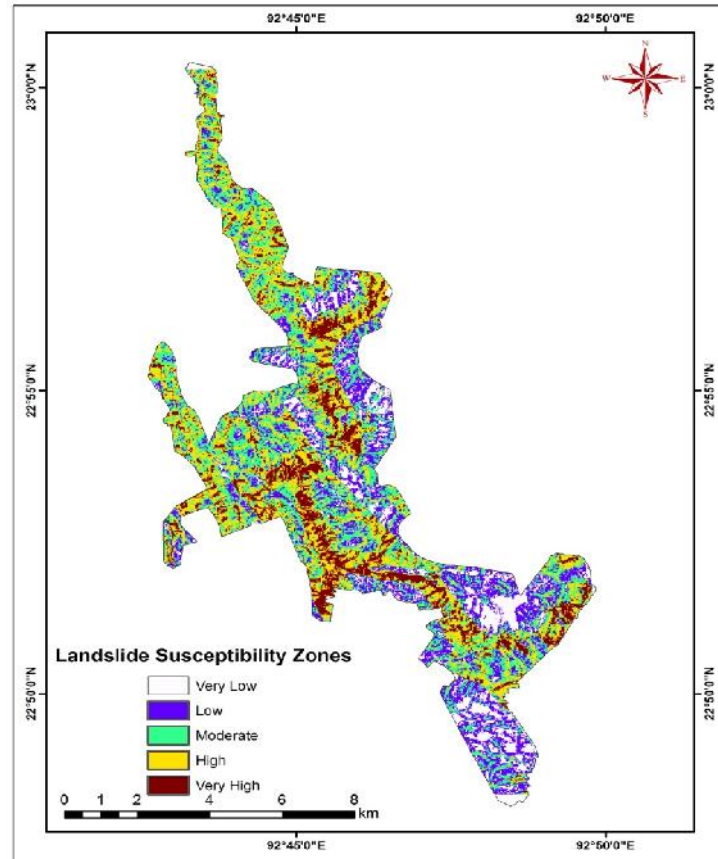 92°45'0"E 92°50'0"E
N
W E
S
23°0'0"N 23°0'0"N
22°55'0"N 22°55'0"N
22°50'0"N 22°50'0"N
Landslide Susceptibility Zones
Very Low
Low
Moderate
High
Very High
0 2 4 6 8
km
92°45'0"E 92°50'0"E